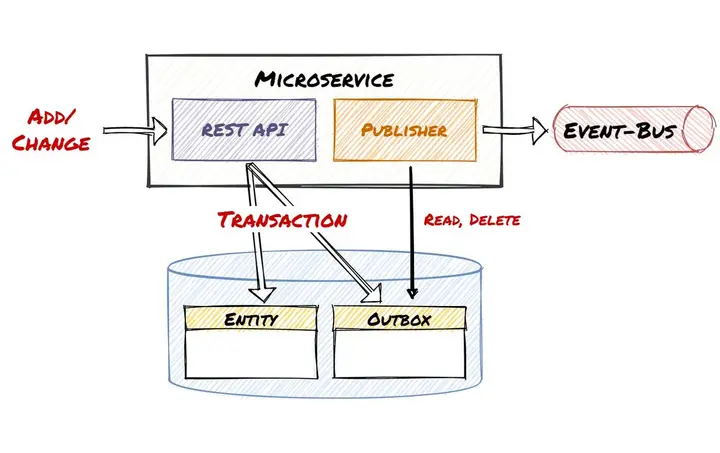 MICROSERVICE
ADD/
CHANGE
REST API
PUBLISHER
EVENT-BUS
TRANSACTION
READ, DELETE
ENTITY
OUTBOX